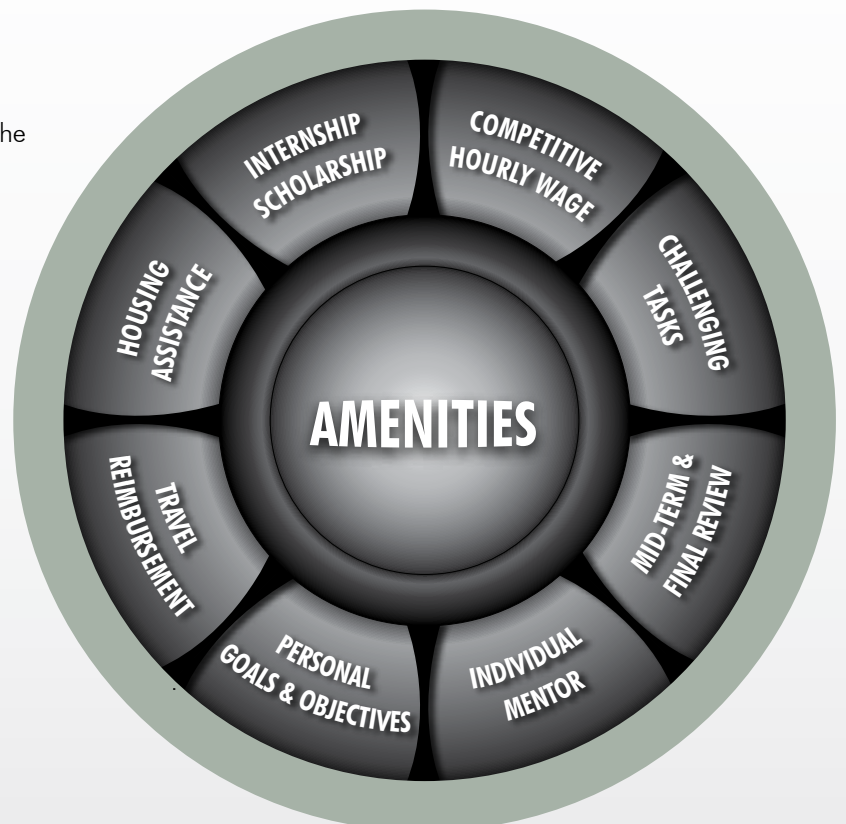 he
INTERNSHIP
SCHOLARSHIP
COMPETITIVE
HOURLY WAGE
CHALLENGING
TASKS
MID-TERM &
FINAL REVIEW
INDIVIDUAL
MENTOR
PERSONAL
GOALS & OBJECTIVES
TRAVEL
REIMBURSEMENT
HOUSING
ASSISTANCE
AMENITIES